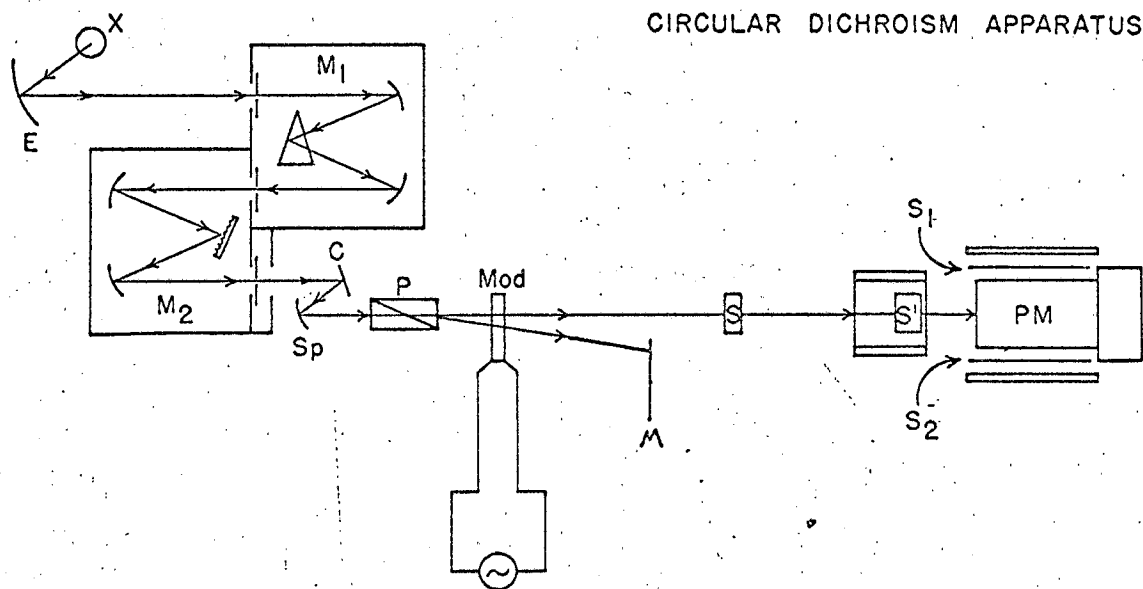 CIRCULAR DICHROISM APPARATUS
X
E
M1
M2
C
Sp
P
Mod
M
S
S'
S1
S2
PM
~